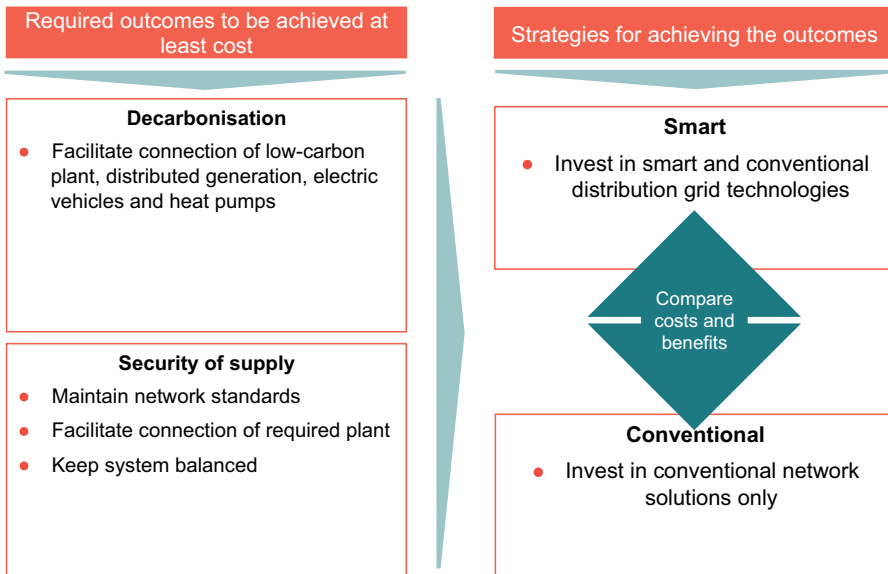 Required outcomes to be achieved at
least cost
Decarbonisation
Facilitate connection of low-carbon
plant, distributed generation, electric
vehicles and heat pumps
Security of supply
Maintain network standards
Facilitate connection of required plant
Keep system balanced
Strategies for achieving the outcomes
Smart
Invest in smart and conventional
distribution grid technologies
Compare
costs and
benefits
Conventional
Invest in conventional network
solutions only